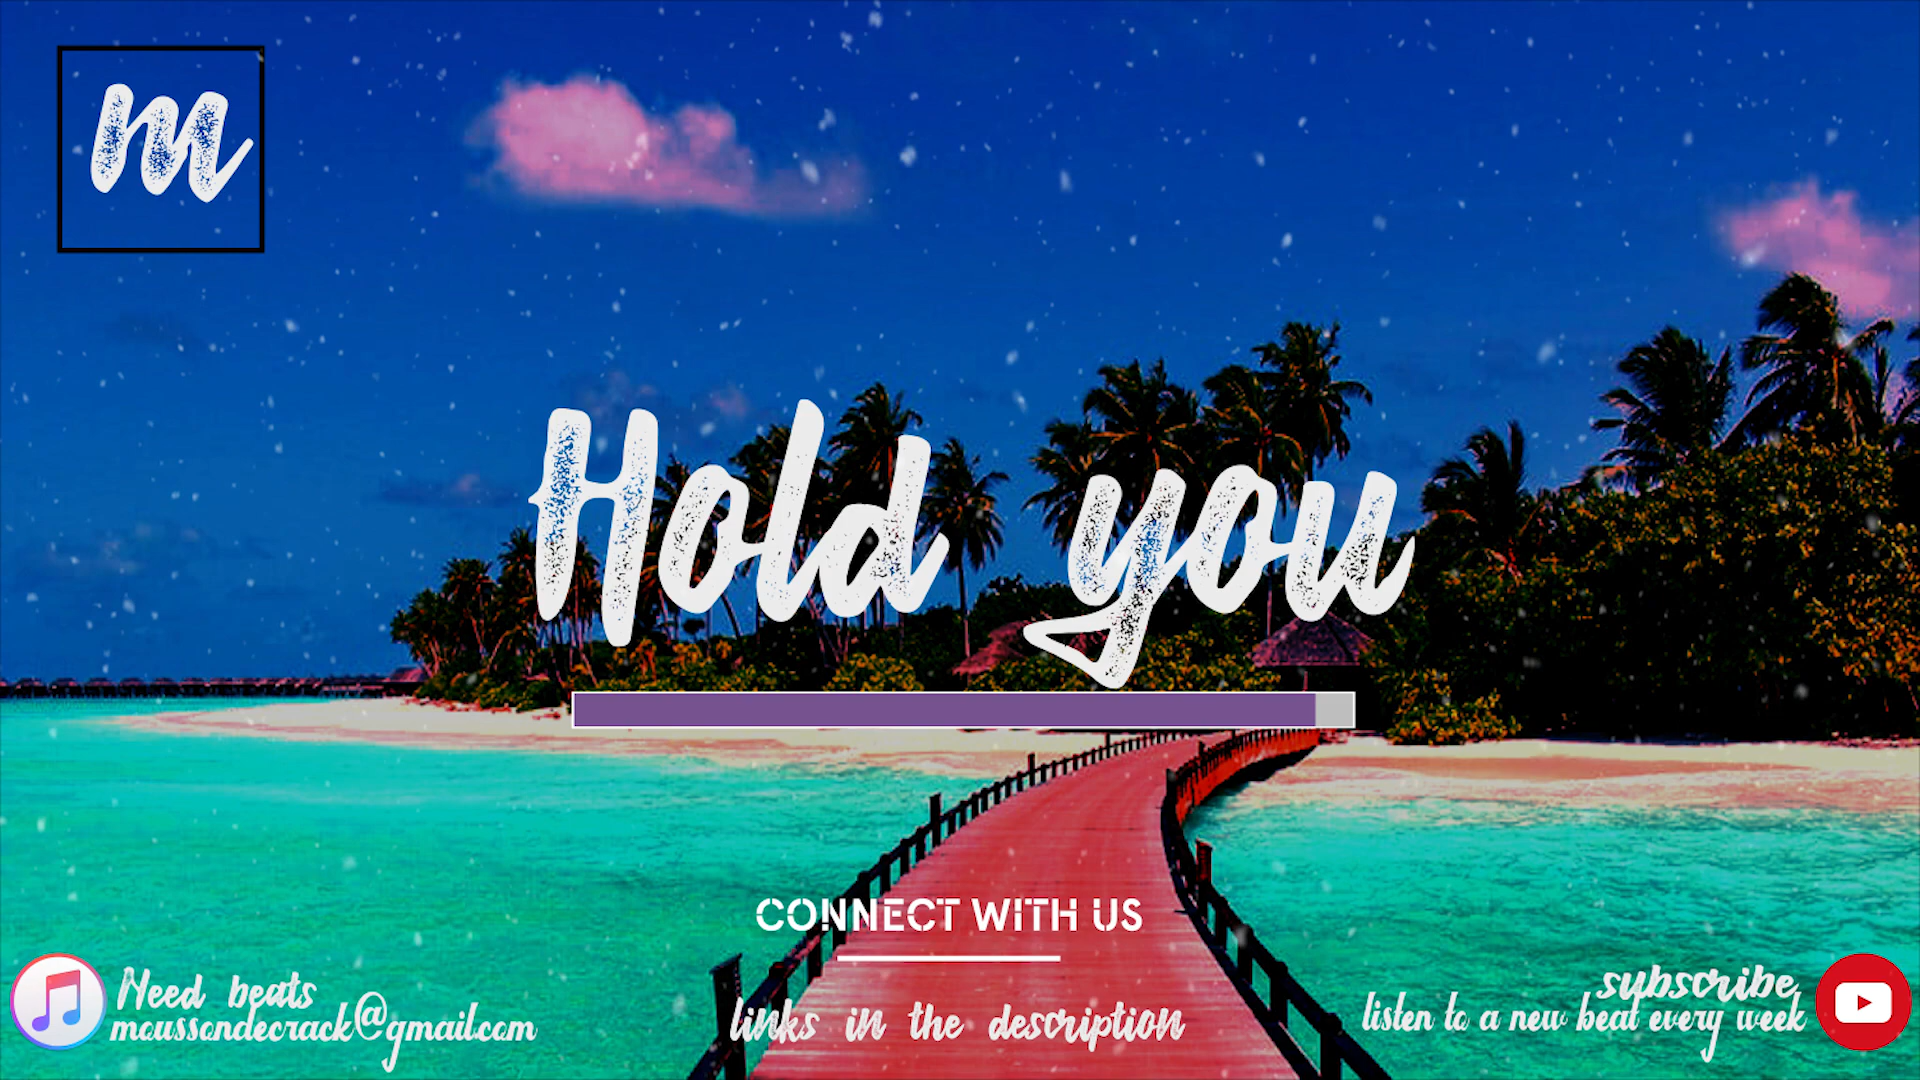 m
Hold you
CONNECT WITH US
links in the description
Need beats
moussondecrack@gmail.com
subscribe
listen to a new beat every week